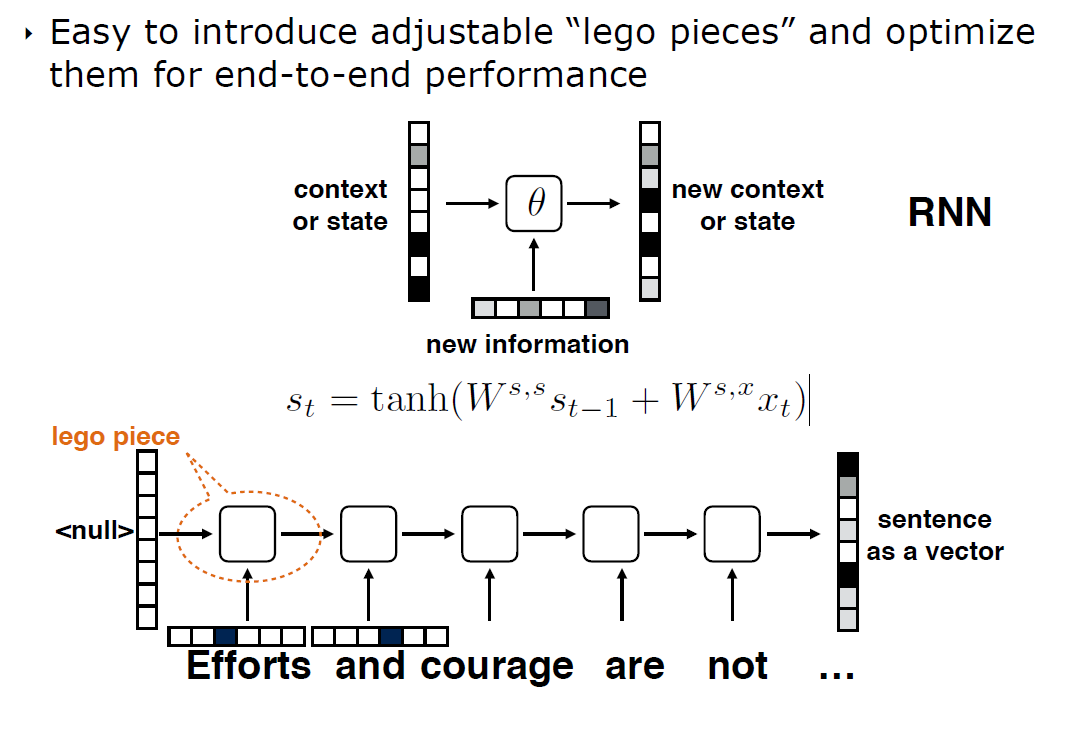 ‣ Easy to introduce adjustable “lego pieces” and optimize
them for end-to-end performance
context
or state
θ
new context
or state
RNN
new information
s_t = tanh(W^{s,s} s_{t-1} + W^{s,x} x_t)
lego piece
<null>
sentence
as a vector
Efforts and courage are not ...